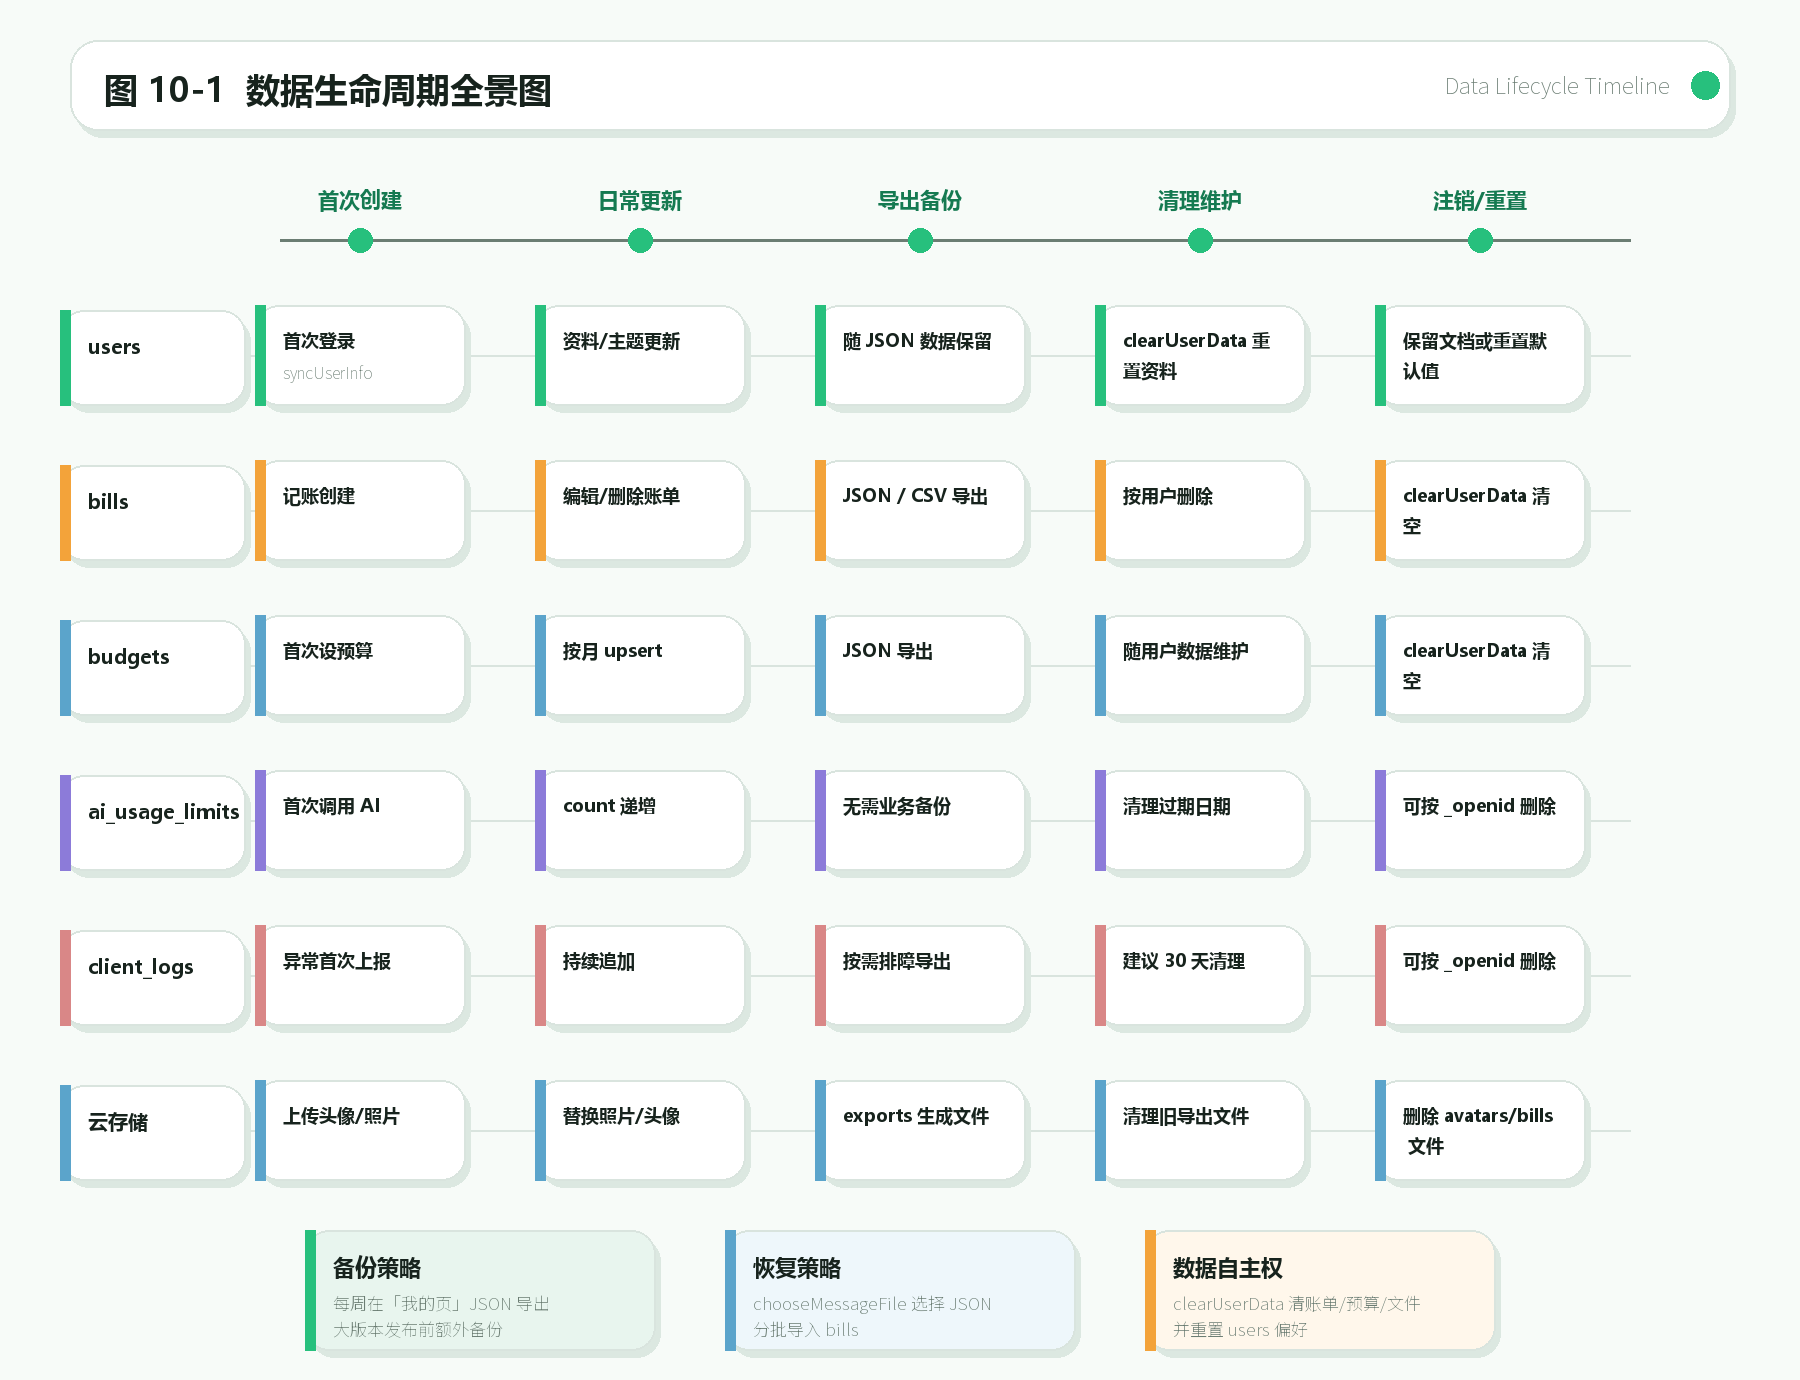 图 10-1 数据生命周期全景图
Data Lifecycle Timeline
首次创建
日常更新
导出备份
清理维护
注销/重置
users
首次登录
syncUserInfo
资料/主题更新
随 JSON 数据保留
clearUserData 重
置资料
保留文档或重置默
认值
bills
记账创建
编辑/删除账单
JSON / CSV 导出
按用户删除
clearUserData 清
空
budgets
首次设预算
按月 upsert
JSON 导出
随用户数据维护
clearUserData 清
空
ai_usage_limits
首次调用 AI
count 递增
无需业务备份
清理过期日期
可按 _openid 删除
client_logs
异常首次上报
持续追加
按需排障导出
建议 30 天清理
可按 _openid 删除
云存储
上传头像/照片
替换照片/头像
exports 生成文件
清理旧导出文件
删除 avatars/bills
文件
备份策略
每周在「我的页」JSON 导出
大版本发布前额外备份
恢复策略
chooseMessageFile 选择 JSON
分批导入 bills
数据自主权
clearUserData 清账单/预算/文件
并重置 users 偏好